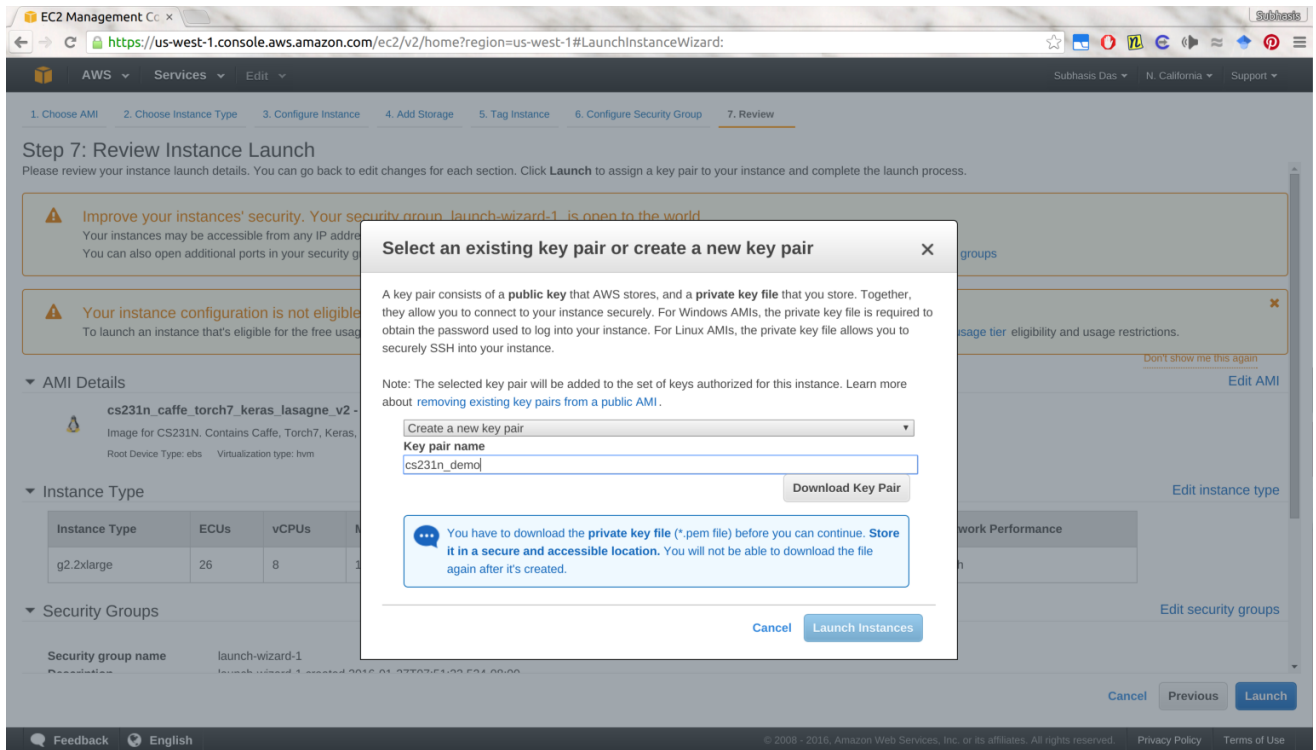 EC2 Management Co ×
Subhasis
https://us-west-1.console.aws.amazon.com/ec2/v2/home?region=us-west-1#LaunchInstanceWizard:
AWS Services Edit Subhasis Das N. California Support
1. Choose AMI 2. Choose Instance Type 3. Configure Instance 4. Add Storage 5. Tag Instance 6. Configure Security Group 7. Review
Step 7: Review Instance Launch
Please review your instance launch details. You can go back to edit changes for each section. Click Launch to assign a key pair to your instance and complete the launch process.
Improve your instances' security. Your security group, launch-wizard-1, is open to the world.
Your instances may be accessible from any IP addre
You can also open additional ports in your security g groups
Select an existing key pair or create a new key pair ×
A key pair consists of a public key that AWS stores, and a private key file that you store. Together,
they allow you to connect to your instance securely. For Windows AMIs, the private key file is required to
obtain the password used to log into your instance. For Linux AMIs, the private key file allows you to
securely SSH into your instance.
Note: The selected key pair will be added to the set of keys authorized for this instance. Learn more
about removing existing key pairs from a public AMI.
Create a new key pair
Key pair name
cs231n_demo
Download Key Pair
You have to download the private key file (*.pem file) before you can continue. Store
it in a secure and accessible location. You will not be able to download the file
again after it's created.
Cancel Launch Instances
Your instance configuration is not eligible
To launch an instance that's eligible for the free usag usage tier eligibility and usage restrictions.
Don't show me this again
AMI Details Edit AMI
cs231n_caffe_torch7_keras_lasagne_v2 -
Image for CS231N. Contains Caffe, Torch7, Keras,
Root Device Type: ebs Virtualization type: hvm
Instance Type Edit instance type
Instance Type ECUs vCPUs M work Performance
g2.2xlarge 26 8 1 h
Security Groups Edit security groups
Security group name launch-wizard-1
Description launch-wizard-1 created 2016-01-27T07:51:22.524-08:00
Cancel Previous Launch
Feedback English © 2008 - 2016, Amazon Web Services, Inc. or its affiliates. All rights reserved. Privacy Policy Terms of Use